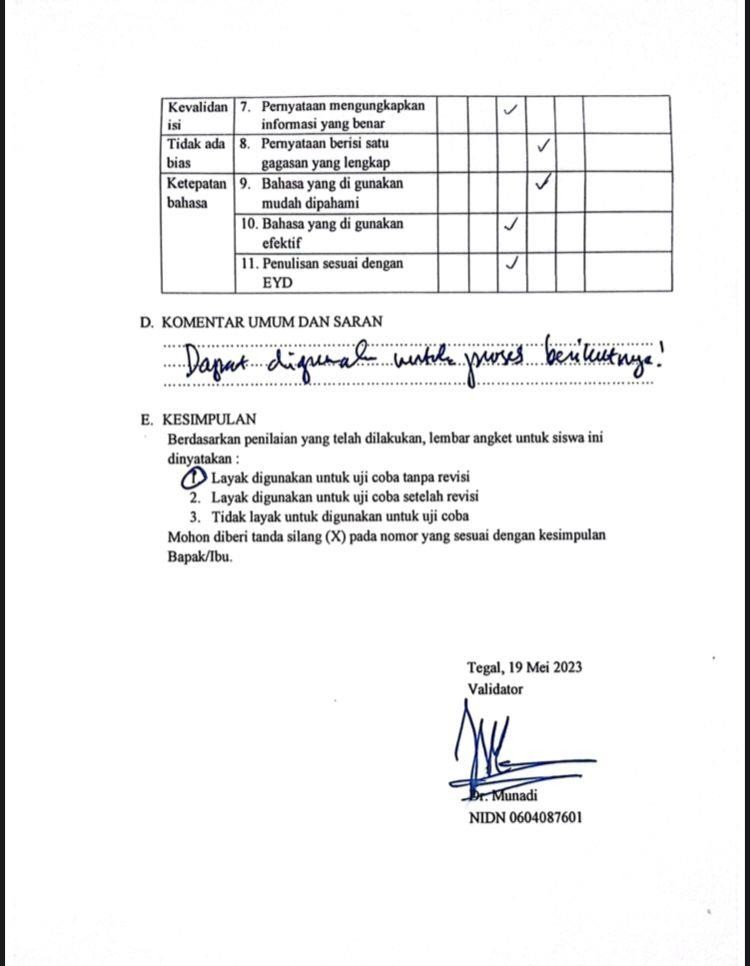 Kevalidan 7. Pernyataan mengungkapkan ✓
isi informasi yang benar
Tidak ada 8. Pernyataan berisi satu ✓
bias gagasan yang lengkap
Ketepatan 9. Bahasa yang di gunakan ✓
bahasa mudah dipahami
10. Bahasa yang di gunakan ✓
efektif
11. Penulisan sesuai dengan ✓
EYD
D. KOMENTAR UMUM DAN SARAN
Dapat digunak untuk proses berikutnya!
E. KESIMPULAN
Berdasarkan penilaian yang telah dilakukan, lembar angket untuk siswa ini
dinyatakan :
1 Layak digunakan untuk uji coba tanpa revisi
2. Layak digunakan untuk uji coba setelah revisi
3. Tidak layak untuk digunakan untuk uji coba
Mohon diberi tanda silang (X) pada nomor yang sesuai dengan kesimpulan
Bapak/Ibu.
Tegal, 19 Mei 2023
Validator
Dr. Munadi
NIDN 0604087601